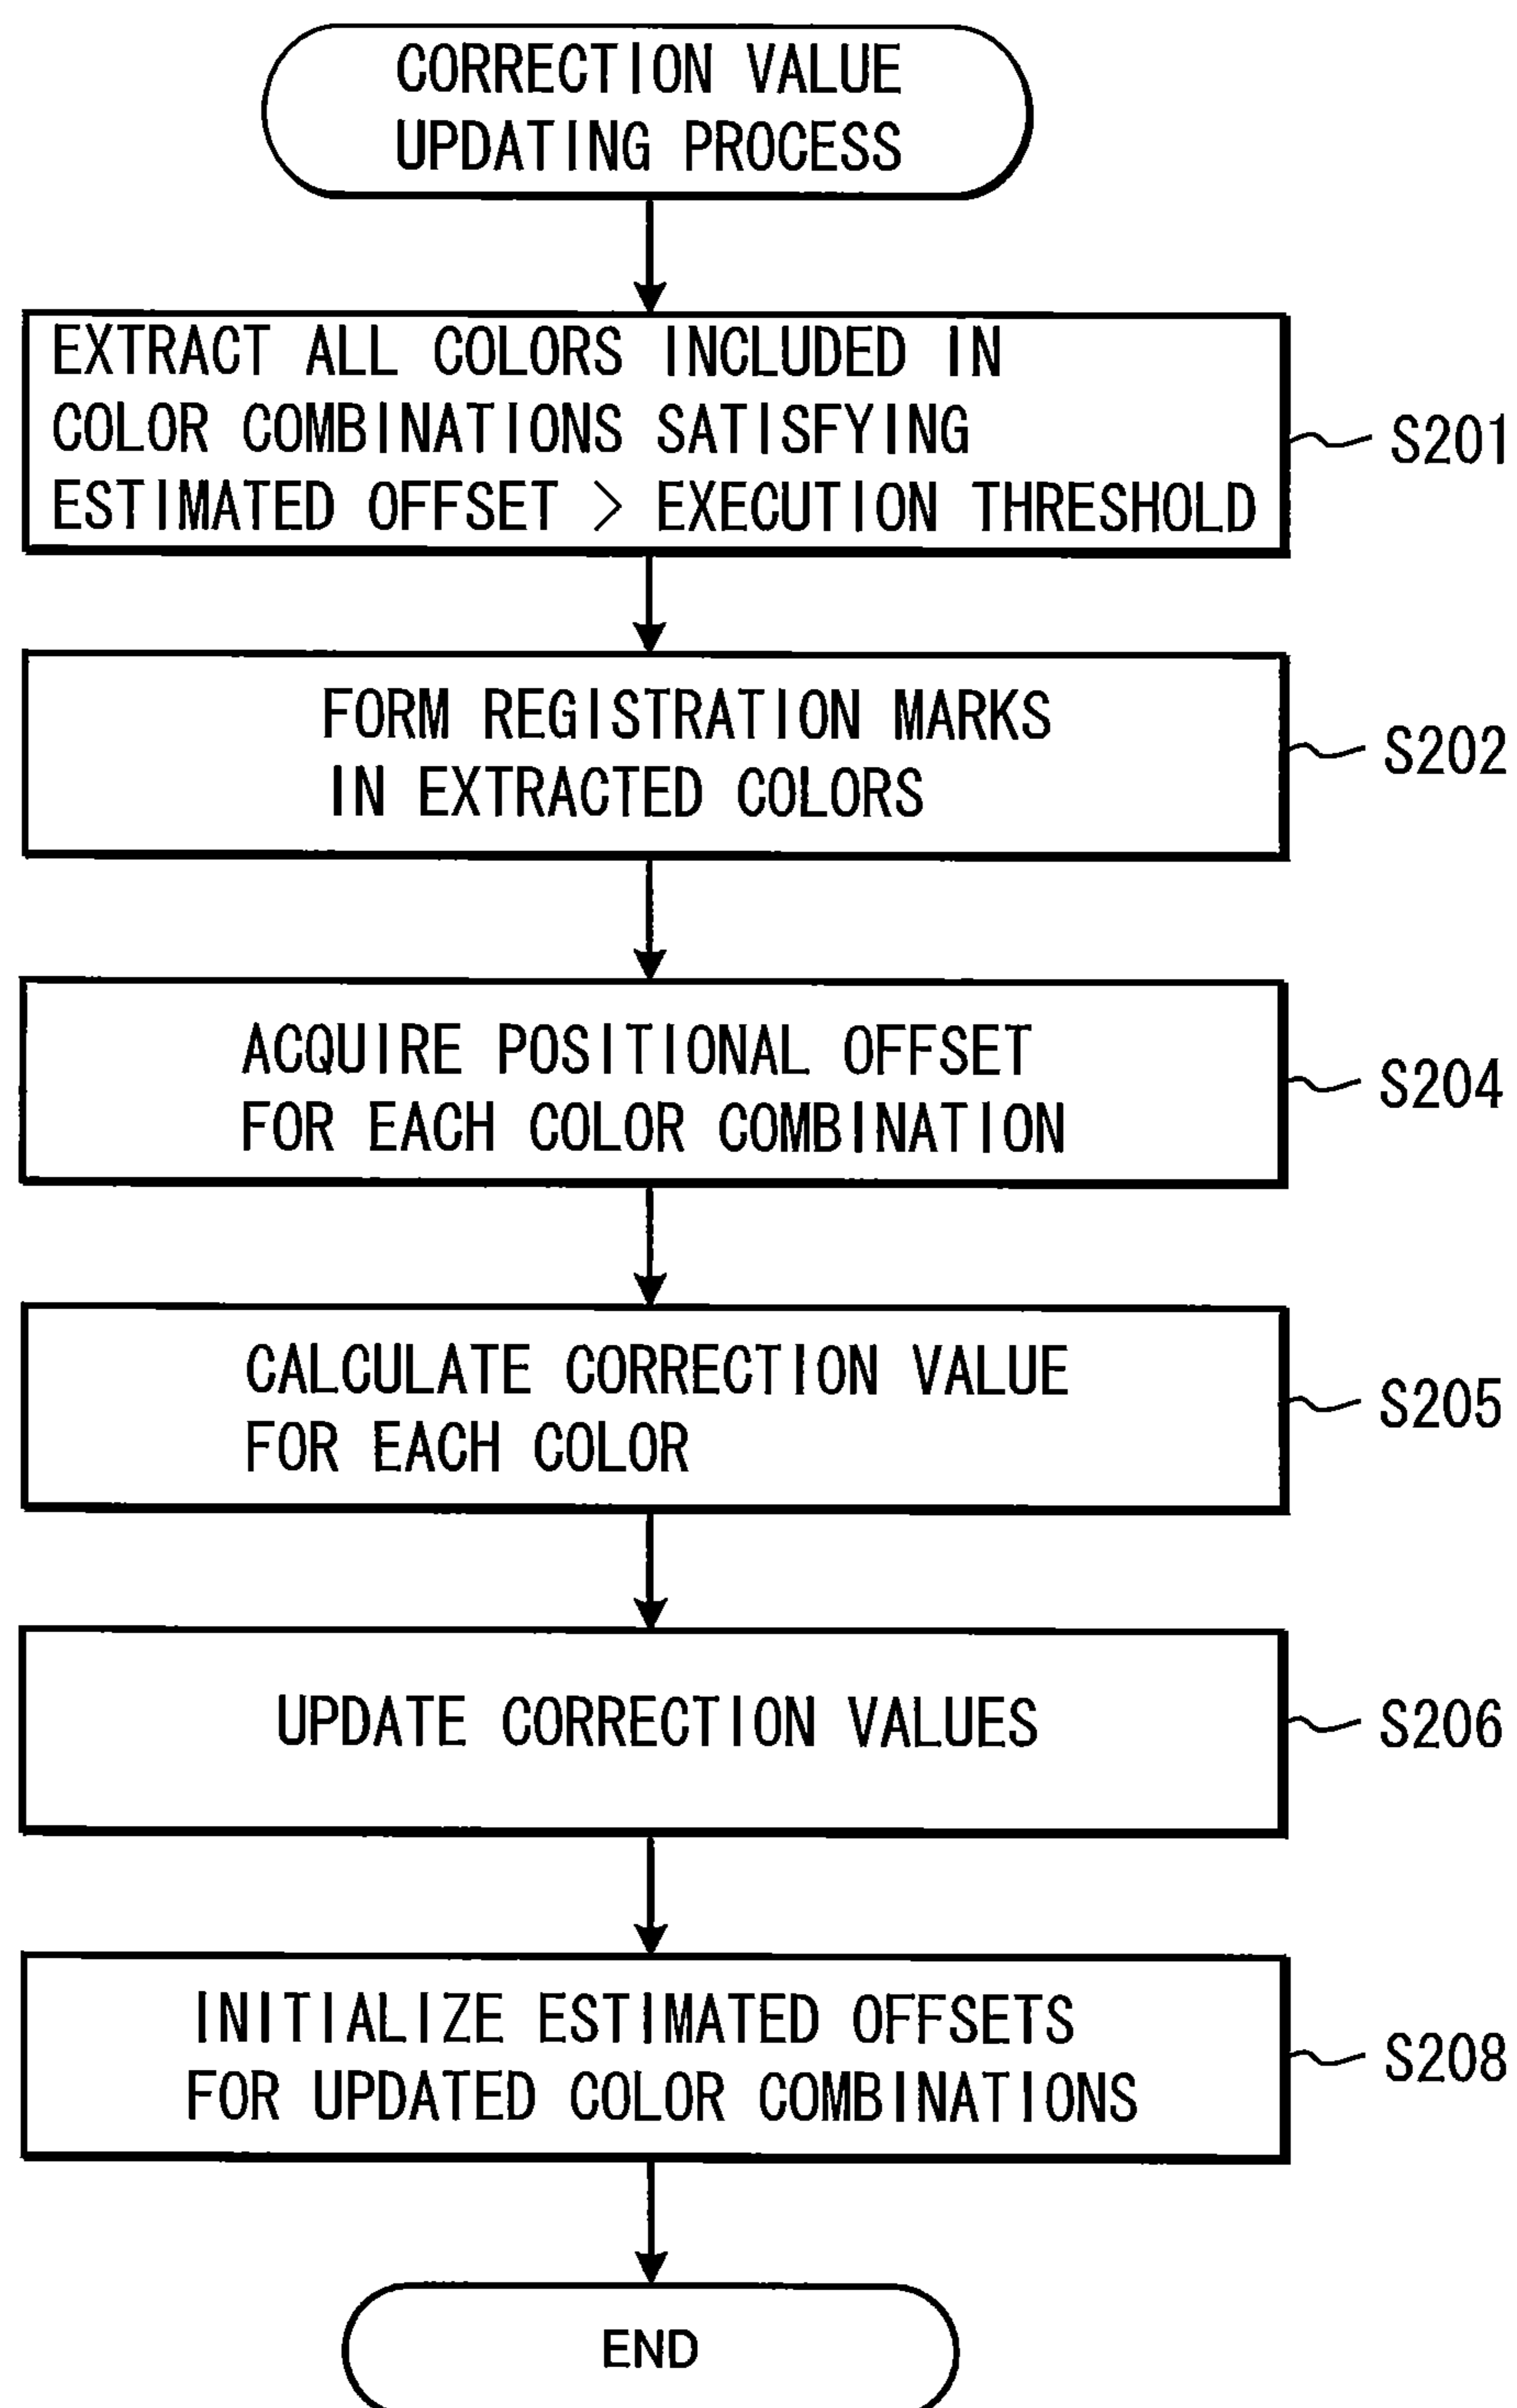 CORRECTION VALUE
UPDATING PROCESS
EXTRACT ALL COLORS INCLUDED IN
COLOR COMBINATIONS SATISFYING
ESTIMATED OFFSET > EXECUTION THRESHOLD
S201
FORM REGISTRATION MARKS
IN EXTRACTED COLORS
S202
ACQUIRE POSITIONAL OFFSET
FOR EACH COLOR COMBINATION
S204
CALCULATE CORRECTION VALUE
FOR EACH COLOR
S205
UPDATE CORRECTION VALUES
S206
INITIALIZE ESTIMATED OFFSETS
FOR UPDATED COLOR COMBINATIONS
S208
END